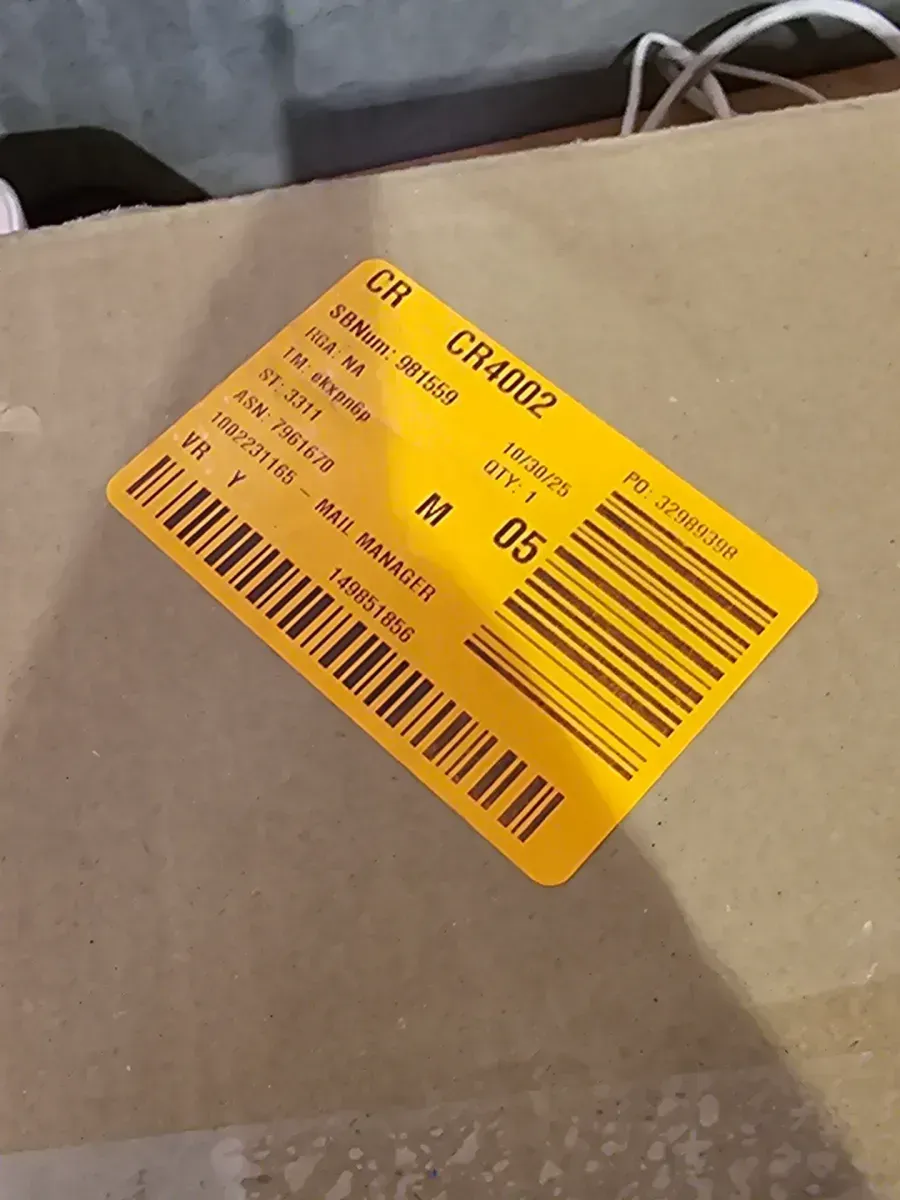 CR CR4002
SBNum: 981559
RGA: NA 10/30/25
TM: ekxpn6p QTY: 1 PO: 32989398
ST: 3311
ASN: 7961670 M 05
1002231165 - MAIL MANAGER
VR Y 149851856